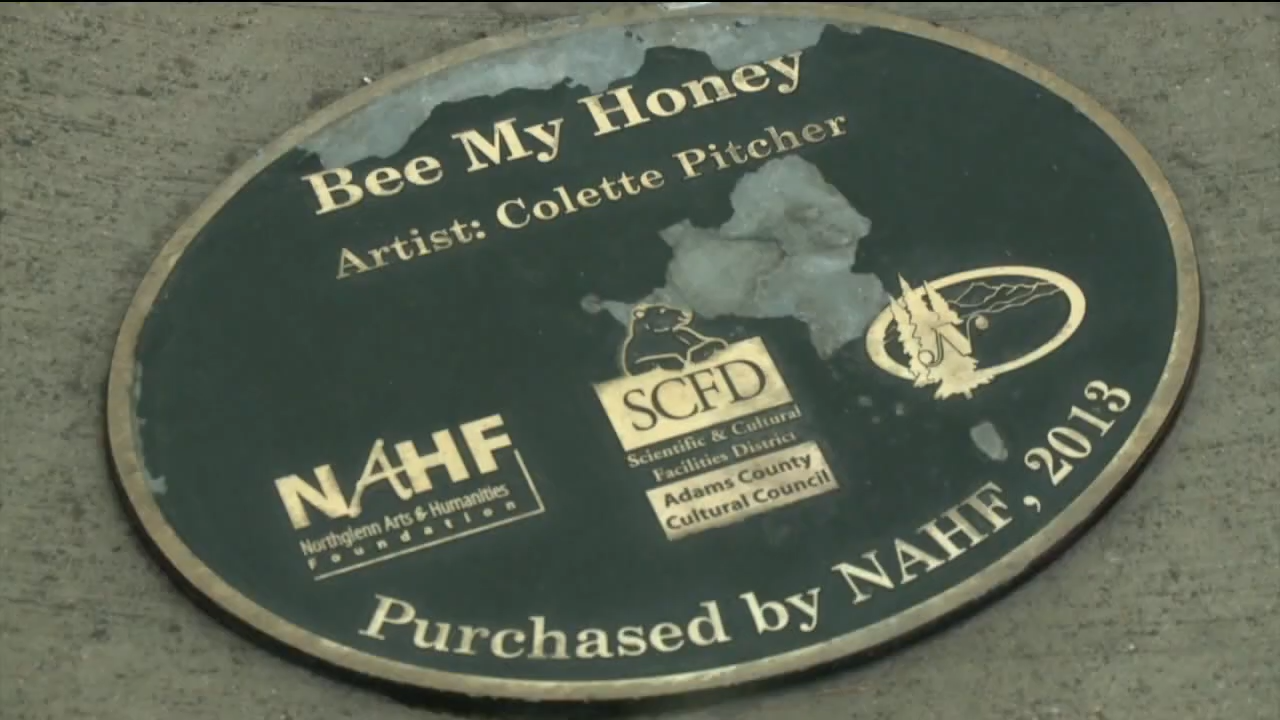 Bee My Honey
Artist: Colette Pitcher
NAHF
Northglenn Arts & Humanities
Foundation
SCFD
Scientific & Cultural
Facilities District
Adams County
Cultural Council
N
Purchased by NAHF, 2013